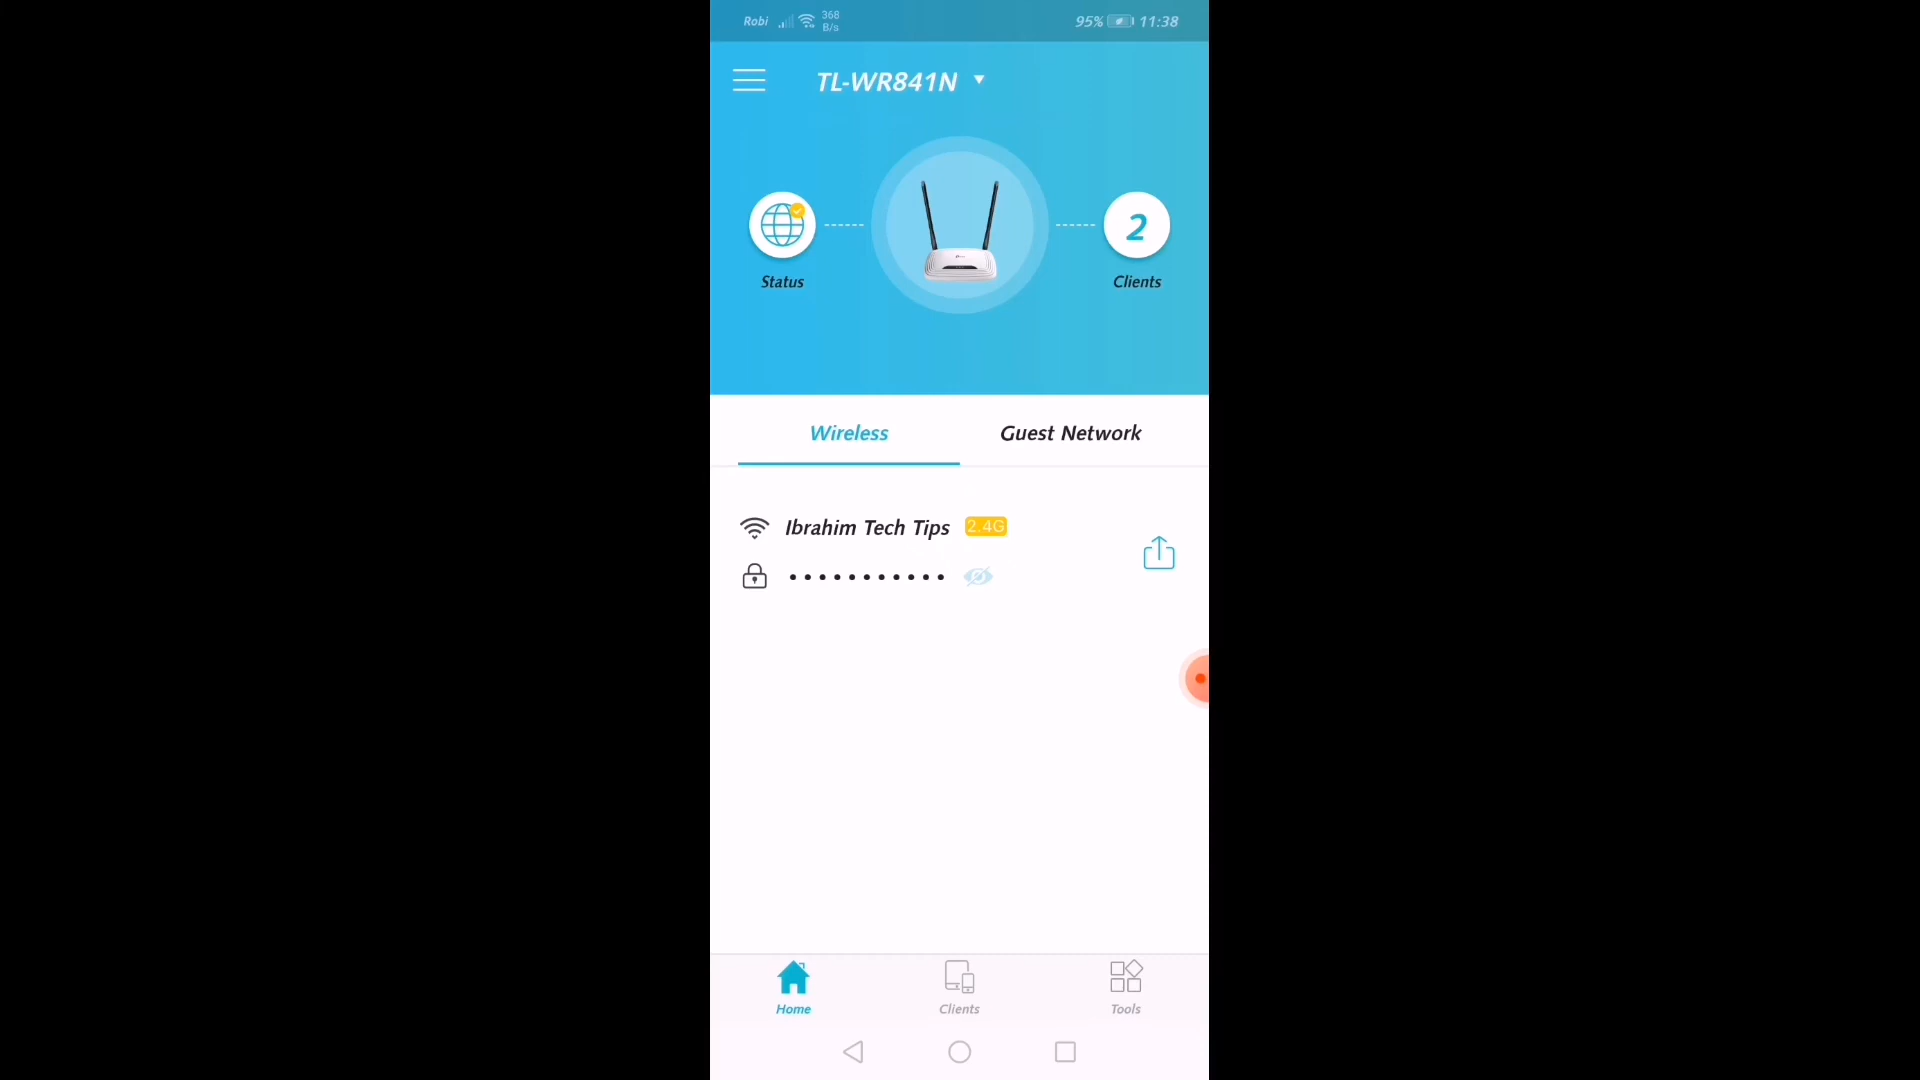 Robi 368 B/s 95% 11:38
TL-WR841N
2
Status
Clients
Wireless Guest Network
Ibrahim Tech Tips 2.4G
Home Clients Tools